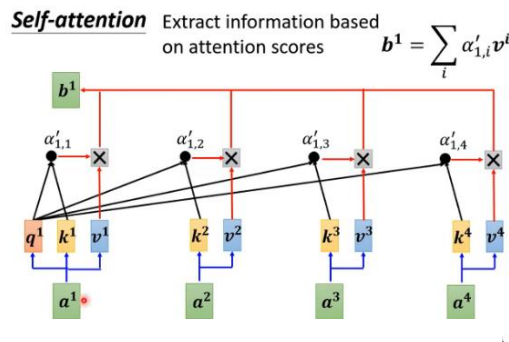 Self-attention
Extract information based
on attention scores
b¹ = ∑ α′₁,ᵢvⁱ
i
b¹
α′₁,₁ α′₁,₂ α′₁,₃ α′₁,₄
q¹ k¹ v¹ k² v² k³ v³ k⁴ v⁴
a¹ a² a³ a⁴